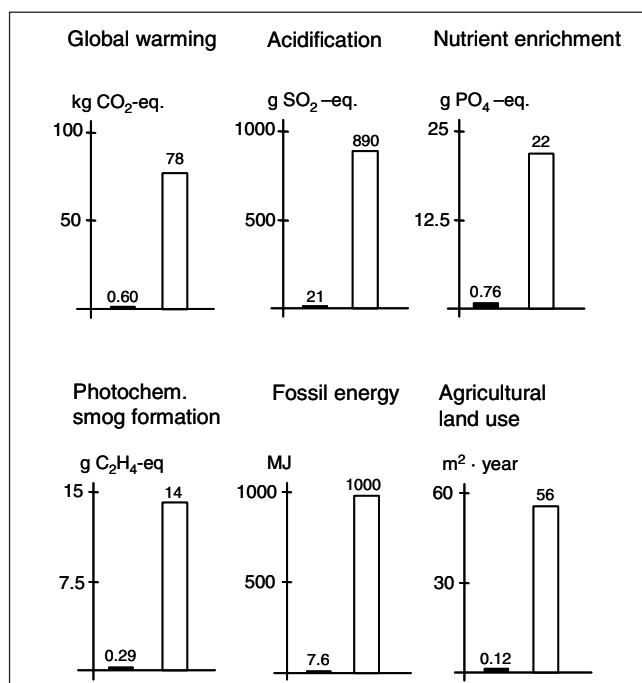 Global warming
Acidification
Nutrient enrichment
kg CO₂-eq.
g SO₂ –eq.
g PO₄ –eq.
100
78
50
0.60
1000
890
500
21
25
22
12.5
0.76
Photochem.
smog formation
Fossil energy
Agricultural
land use
g C₂H₄-eq
MJ
m² · year
15
14
7.5
0.29
1000
1000
500
7.6
60
56
30
0.12